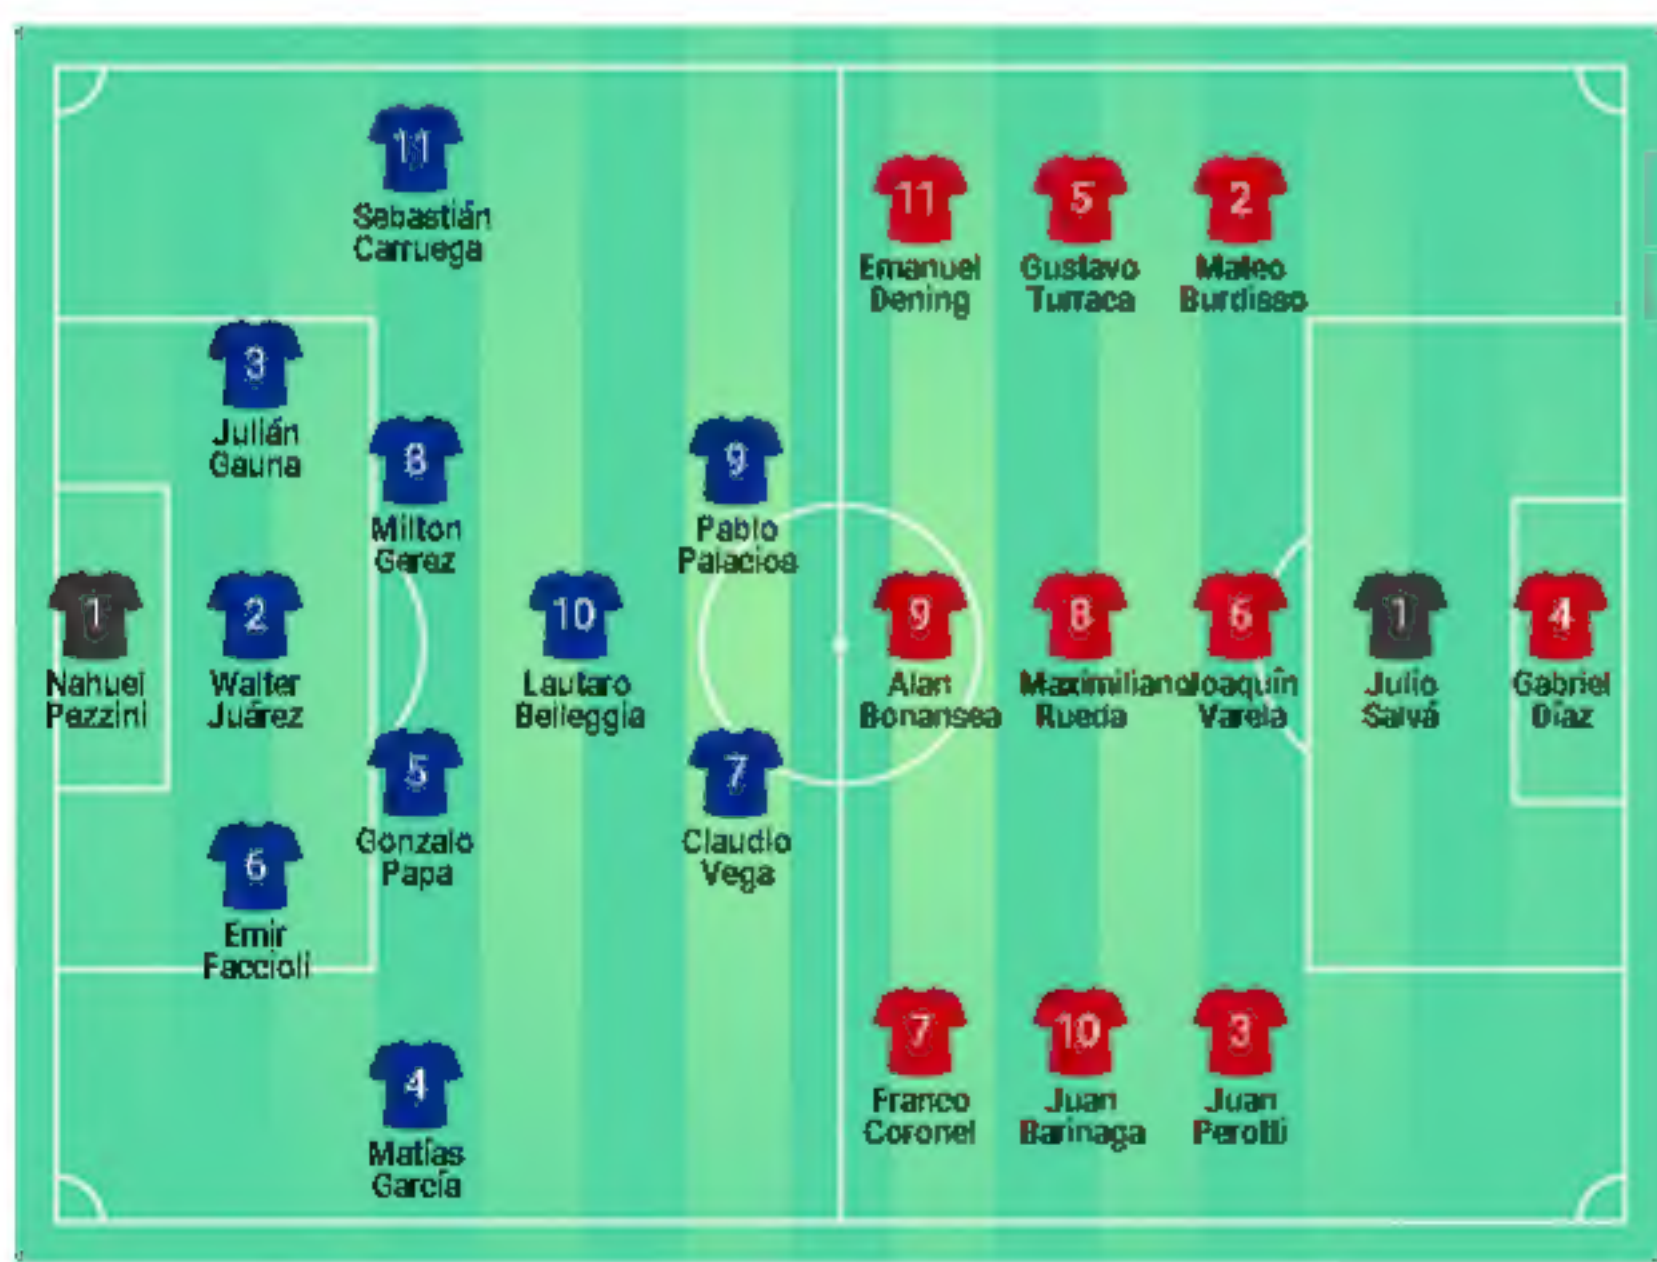 11
Sebastián
Carruega
3
Julián
Gauna
8
Milton
Gerez
9
Pablo
Palacios
1
Nahuel
Pezzini
2
Walter
Juárez
10
Lautaro
Belleggia
5
Gonzalo
Papa
7
Claudio
Vega
6
Emir
Faccioli
4
Matías
García
11
Emanuel
Dening
5
Gustavo
Turraca
2
Mateo
Burdisso
9
Alan
Bonansea
8
Maximiliano
Rueda
6
Joaquín
Varela
1
Julio
Salvá
4
Gabriel
Díaz
7
Franco
Coronel
10
Juan
Barinaga
3
Juan
Perotti